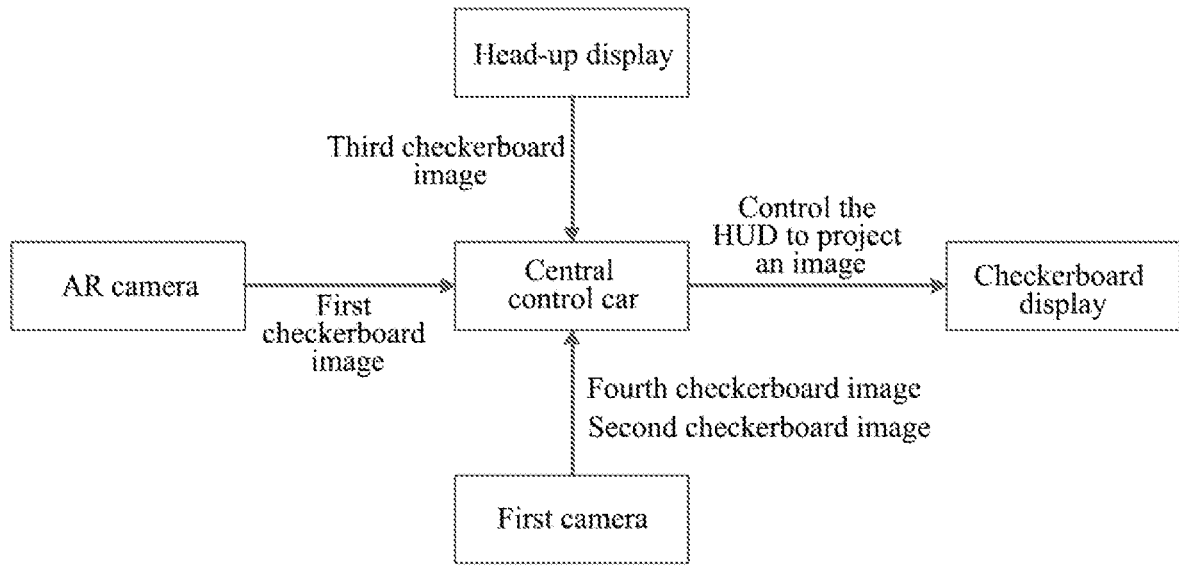 Head-up display
Third checkerboard
image
Control the
HUD to project
an image
AR camera
First
checkerboard
image
Central
control car
Checkerboard
display
Fourth checkerboard image
Second checkerboard image
First camera